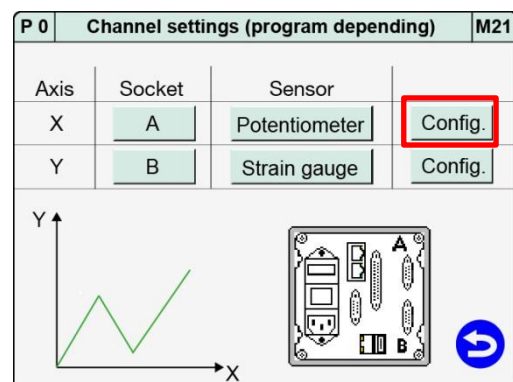 P 0 Channel settings (program depending) M21
Axis Socket Sensor
X A Potentiometer Config.
Y B Strain gauge Config.
Y
A
B
X